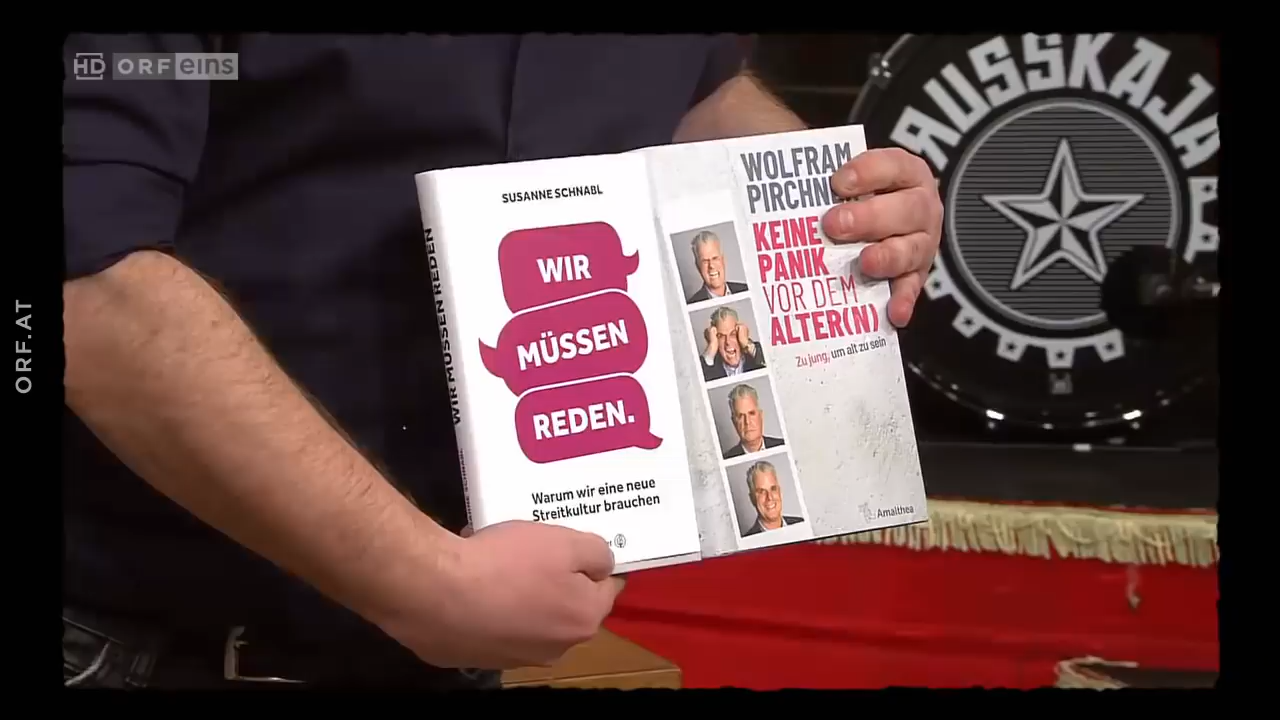 HD ORF eins
ORF.AT
SUSANNE SCHNABL
WIR
MÜSSEN
REDEN.
Warum wir eine neue
Streitkultur brauchen
WIR MÜSSEN REDEN
WOLFRAM
KEINE
PANIK
VOR DEM
ALTER(N)
Zu jung, um alt zu sein
Amalthea
RUSSKAJA